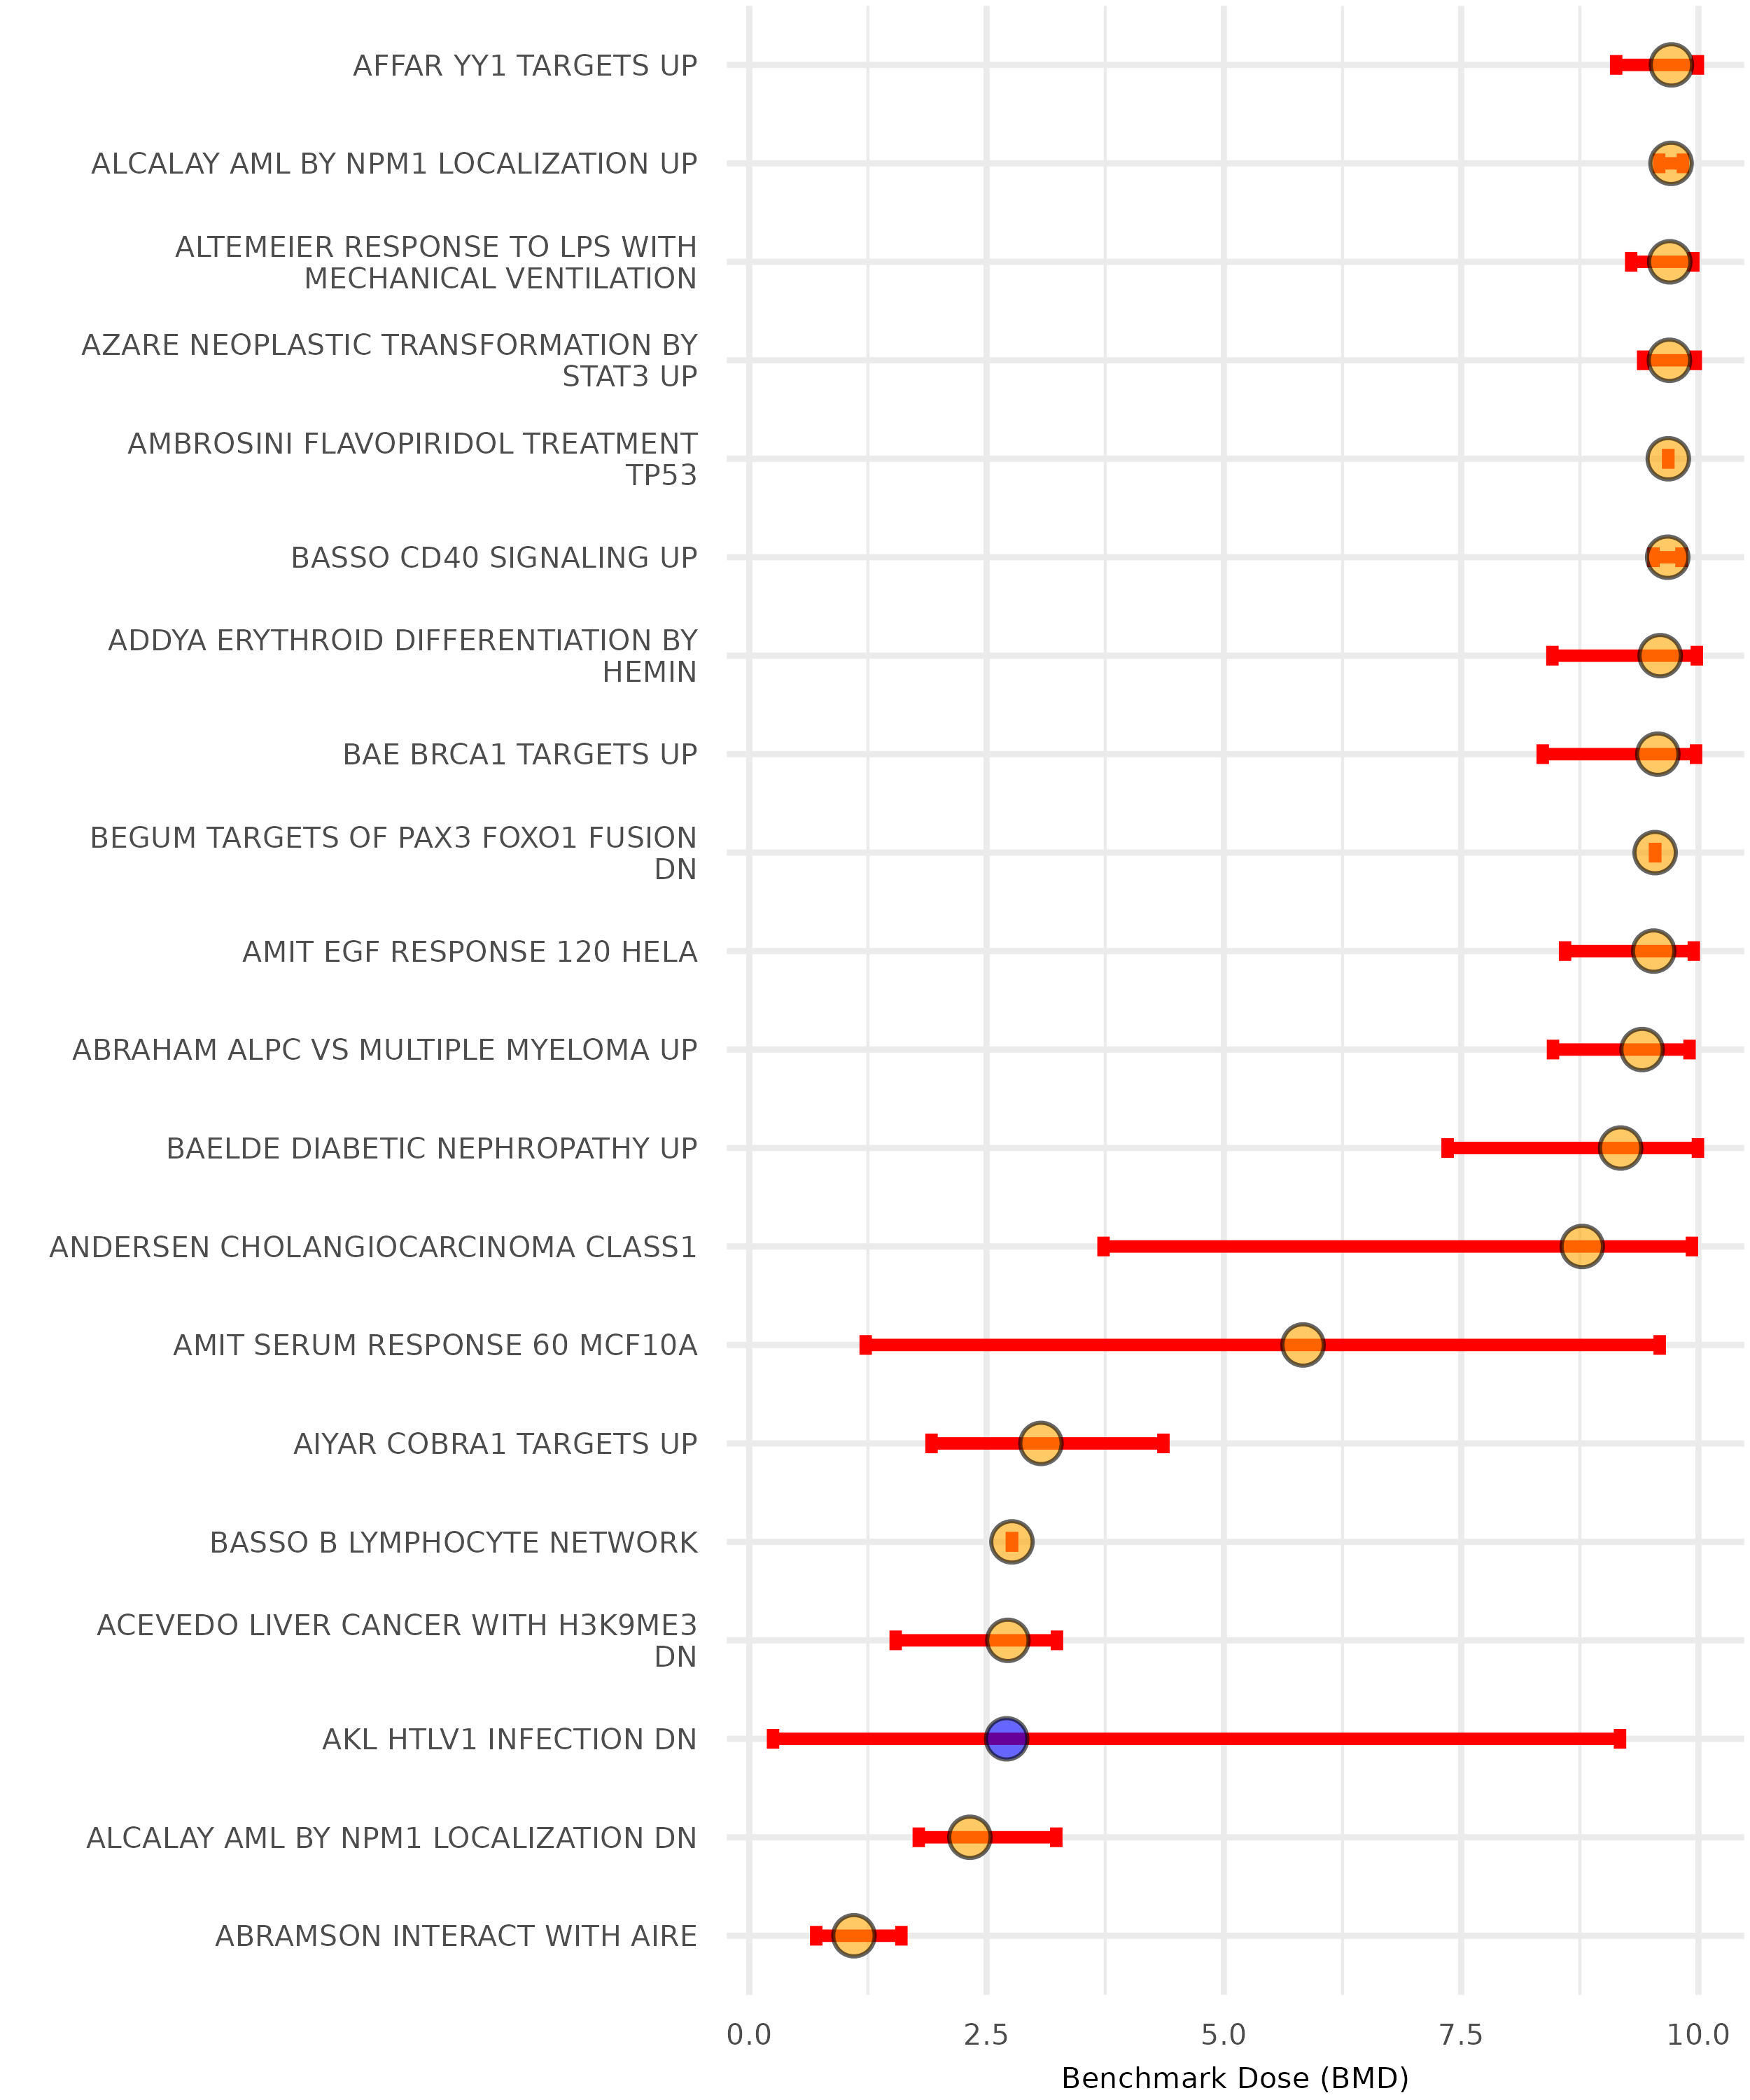 AFFAR YY1 TARGETS UP
ALCALAY AML BY NPM1 LOCALIZATION UP
ALTEMEIER RESPONSE TO LPS WITH
MECHANICAL VENTILATION
AZARE NEOPLASTIC TRANSFORMATION BY
STAT3 UP
AMBROSINI FLAVOPIRIDOL TREATMENT
TP53
BASSO CD40 SIGNALING UP
ADDYA ERYTHROID DIFFERENTIATION BY
HEMIN
BAE BRCA1 TARGETS UP
BEGUM TARGETS OF PAX3 FOXO1 FUSION
DN
AMIT EGF RESPONSE 120 HELA
ABRAHAM ALPC VS MULTIPLE MYELOMA UP
BAELDE DIABETIC NEPHROPATHY UP
ANDERSEN CHOLANGIOCARCINOMA CLASS1
AMIT SERUM RESPONSE 60 MCF10A
AIYAR COBRA1 TARGETS UP
BASSO B LYMPHOCYTE NETWORK
ACEVEDO LIVER CANCER WITH H3K9ME3
DN
AKL HTLV1 INFECTION DN
ALCALAY AML BY NPM1 LOCALIZATION DN
ABRAMSON INTERACT WITH AIRE
0.0 2.5 5.0 7.5 10.0
Benchmark Dose (BMD)